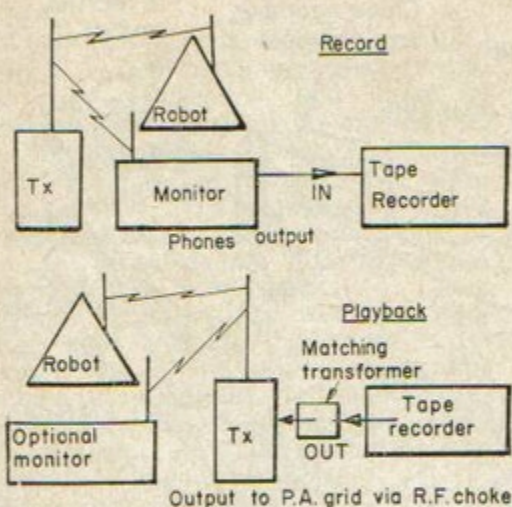 Record
Robot
Tx
Monitor
IN
Tape
Recorder
Phones output
Playback
Matching
transformer
Robot
Optional
monitor
Tx
OUT
Tape
recorder
Output to P.A. grid via R.F. choke